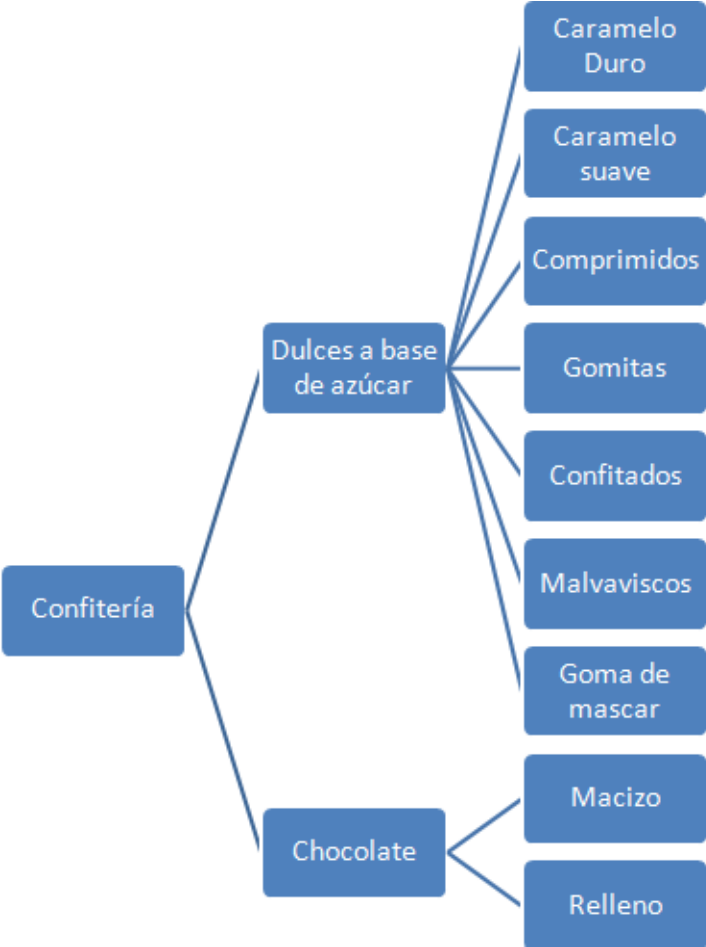 Caramelo
Duro
Caramelo
suave
Comprimidos
Dulces a base
de azúcar
Gomitas
Confitados
Malvaviscos
Confitería
Goma de
mascar
Macizo
Chocolate
Relleno